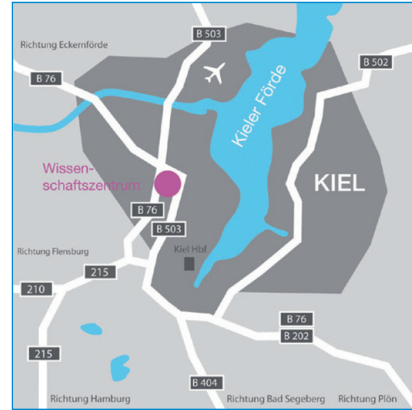 B 503
Richtung Eckernförde
B 76
B 502
Kieler Förde
Wissen-
schaftszentrum
KIEL
B 76
B 503
Kiel Hbf.
Richtung Flensburg
215
210
B 76
B 202
215
B 404
Richtung Hamburg
Richtung Bad Segeberg
Richtung Plön